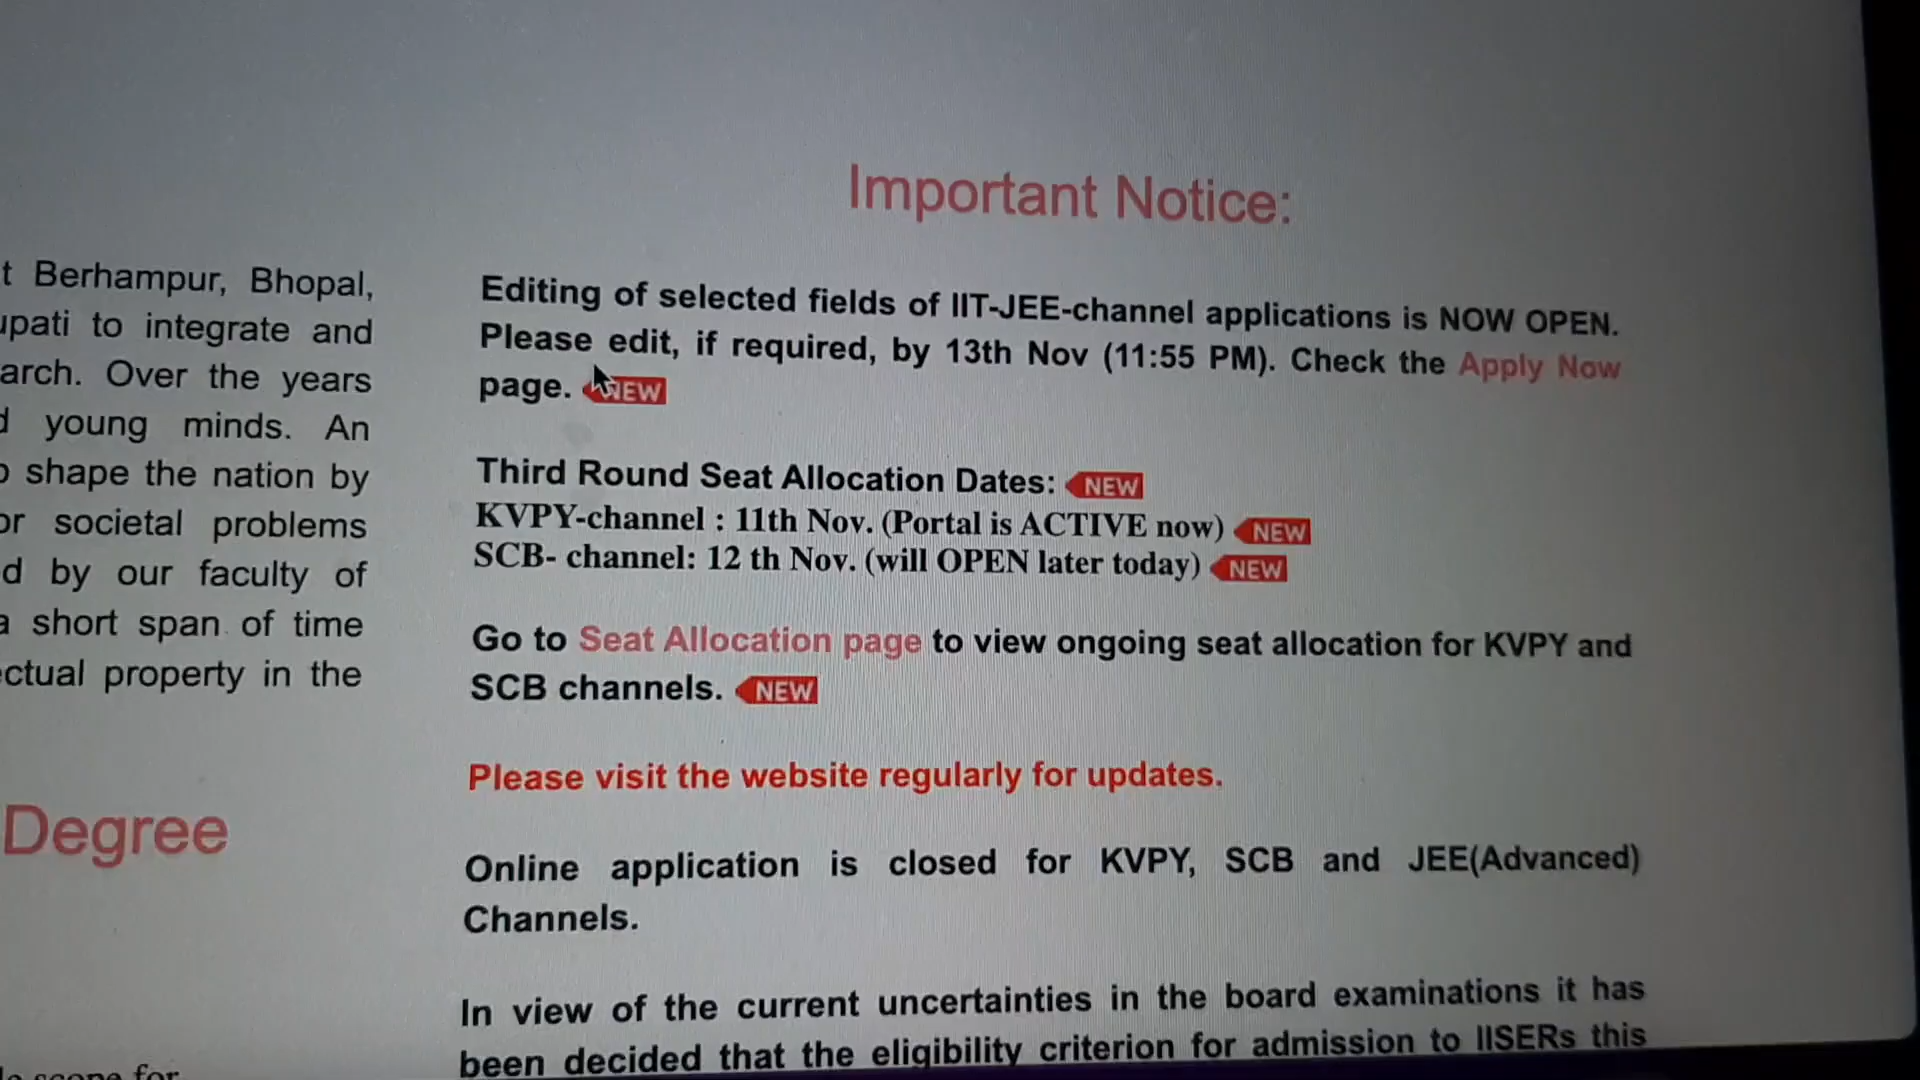 Important Notice:
t Berhampur, Bhopal,
upati to integrate and
arch. Over the years
d young minds. An
o shape the nation by
or societal problems
d by our faculty of
a short span of time
ectual property in the
Degree
scope for
Editing of selected fields of IIT-JEE-channel applications is NOW OPEN.
Please edit, if required, by 13th Nov (11:55 PM). Check the Apply Now
page. NEW
Third Round Seat Allocation Dates: NEW
KVPY-channel : 11th Nov. (Portal is ACTIVE now) NEW
SCB- channel: 12 th Nov. (will OPEN later today) NEW
Go to Seat Allocation page to view ongoing seat allocation for KVPY and
SCB channels. NEW
Please visit the website regularly for updates.
Online application is closed for KVPY, SCB and JEE(Advanced)
Channels.
In view of the current uncertainties in the board examinations it has
been decided that the eligibility criterion for admission to IISERs this